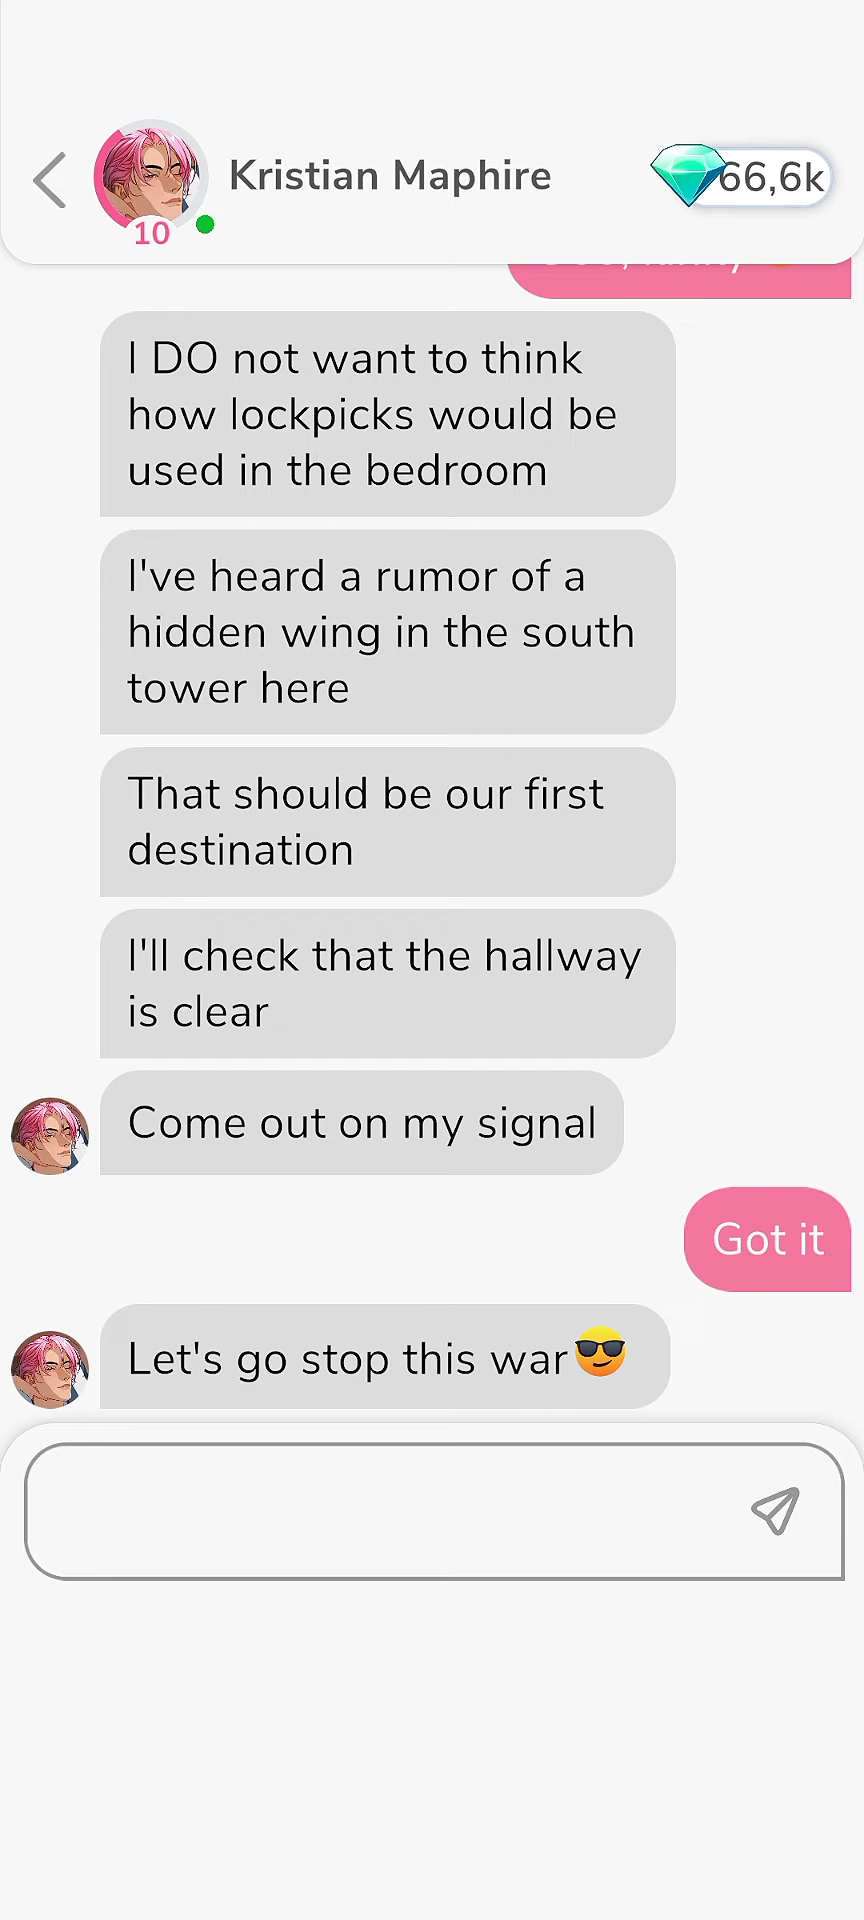 Kristian Maphire
66,6k
10
I DO not want to think
how lockpicks would be
used in the bedroom
I've heard a rumor of a
hidden wing in the south
tower here
That should be our first
destination
I'll check that the hallway
is clear
Come out on my signal
Got it
Let's go stop this war😎